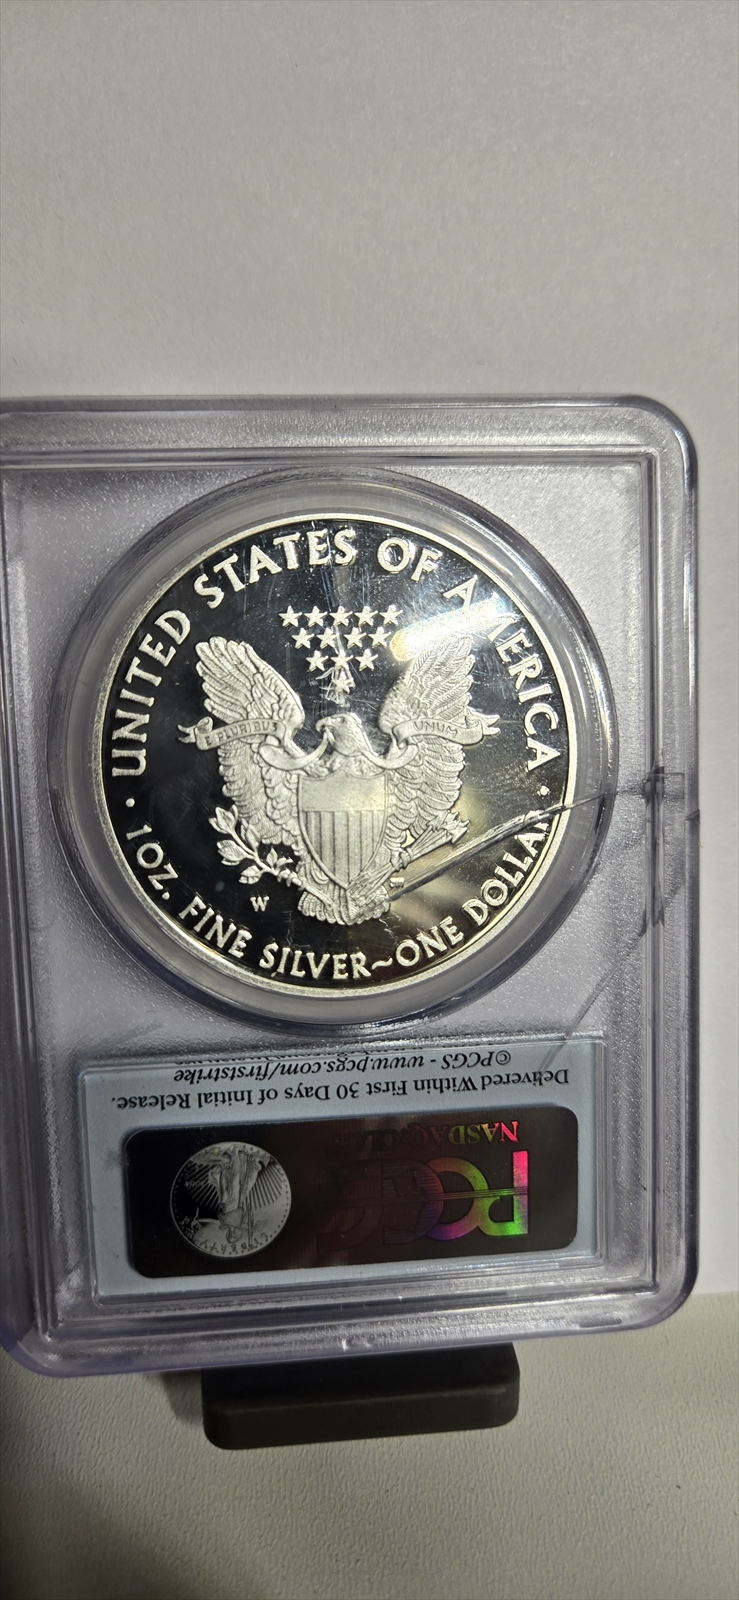 UNITED STATES OF AMERICA
E PLURIBUS UNUM
W
1 OZ. FINE SILVER~ONE DOLLAR
Delivered Within First 30 Days of Initial Release.
©PCGS - www.pcgs.com/firststrike
NASDAQ
PCGS